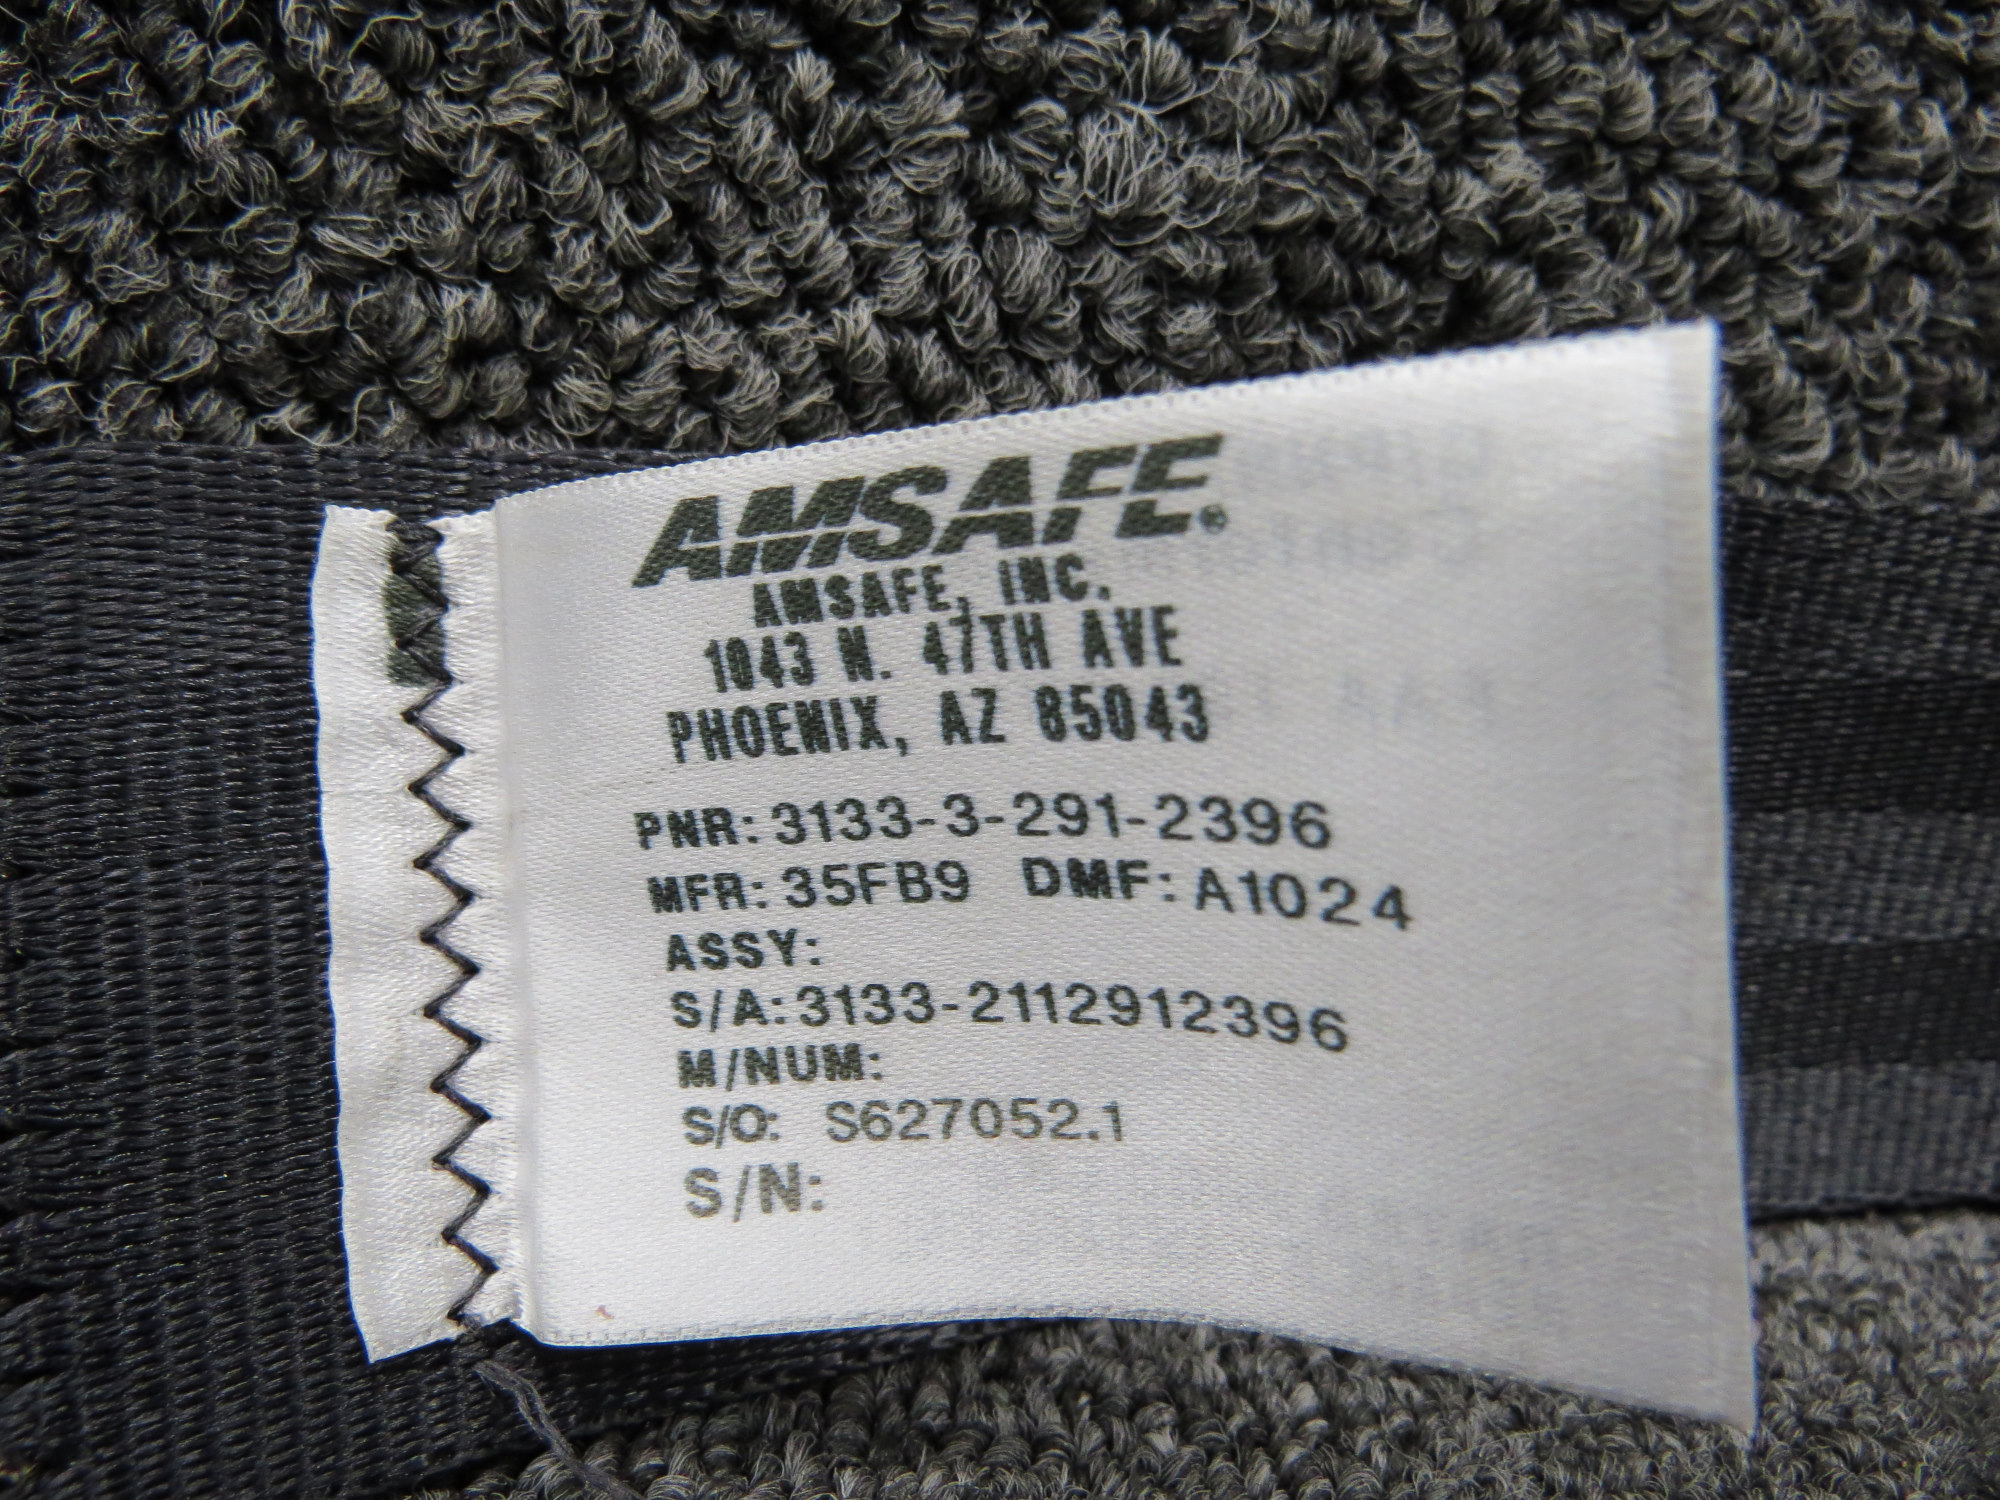 AMSAFE®
AMSAFE, INC.
1043 N. 47TH AVE
PHOENIX, AZ 85043
PNR: 3133-3-291-2396
MFR: 35FB9 DMF: A1024
ASSY:
S/A: 3133-2112912396
M/NUM:
S/O: S627052.1
S/N: